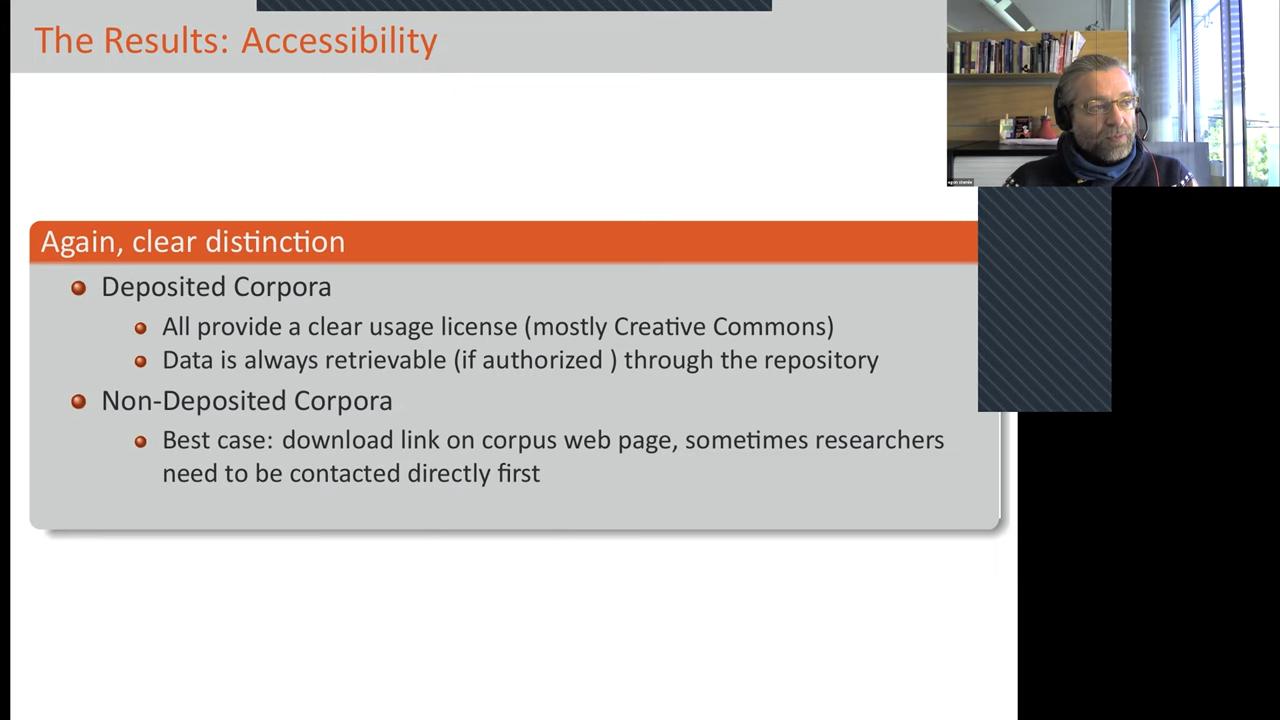 The Results: Accessibility
Again, clear distinction
Deposited Corpora
All provide a clear usage license (mostly Creative Commons)
Data is always retrievable (if authorized ) through the repository
Non-Deposited Corpora
Best case: download link on corpus web page, sometimes researchers
need to be contacted directly first